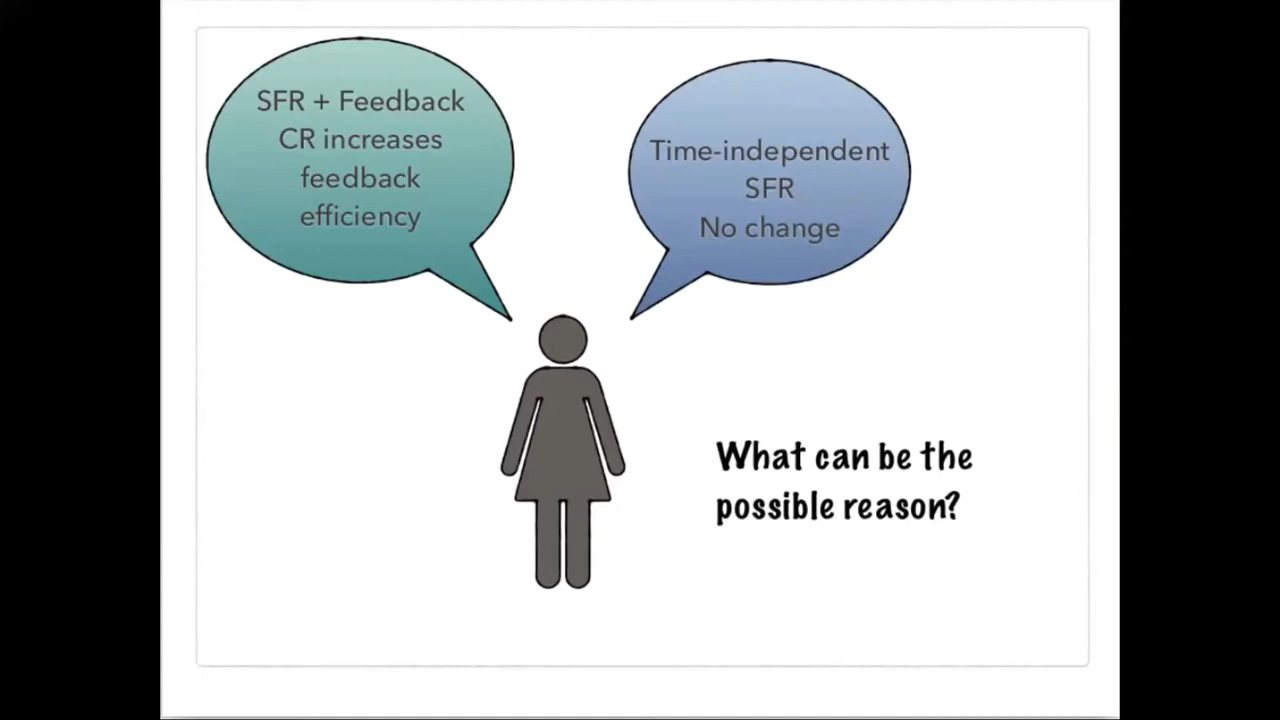 SFR + Feedback
CR increases
feedback
efficiency
Time-independent
SFR
No change
What can be the
possible reason?